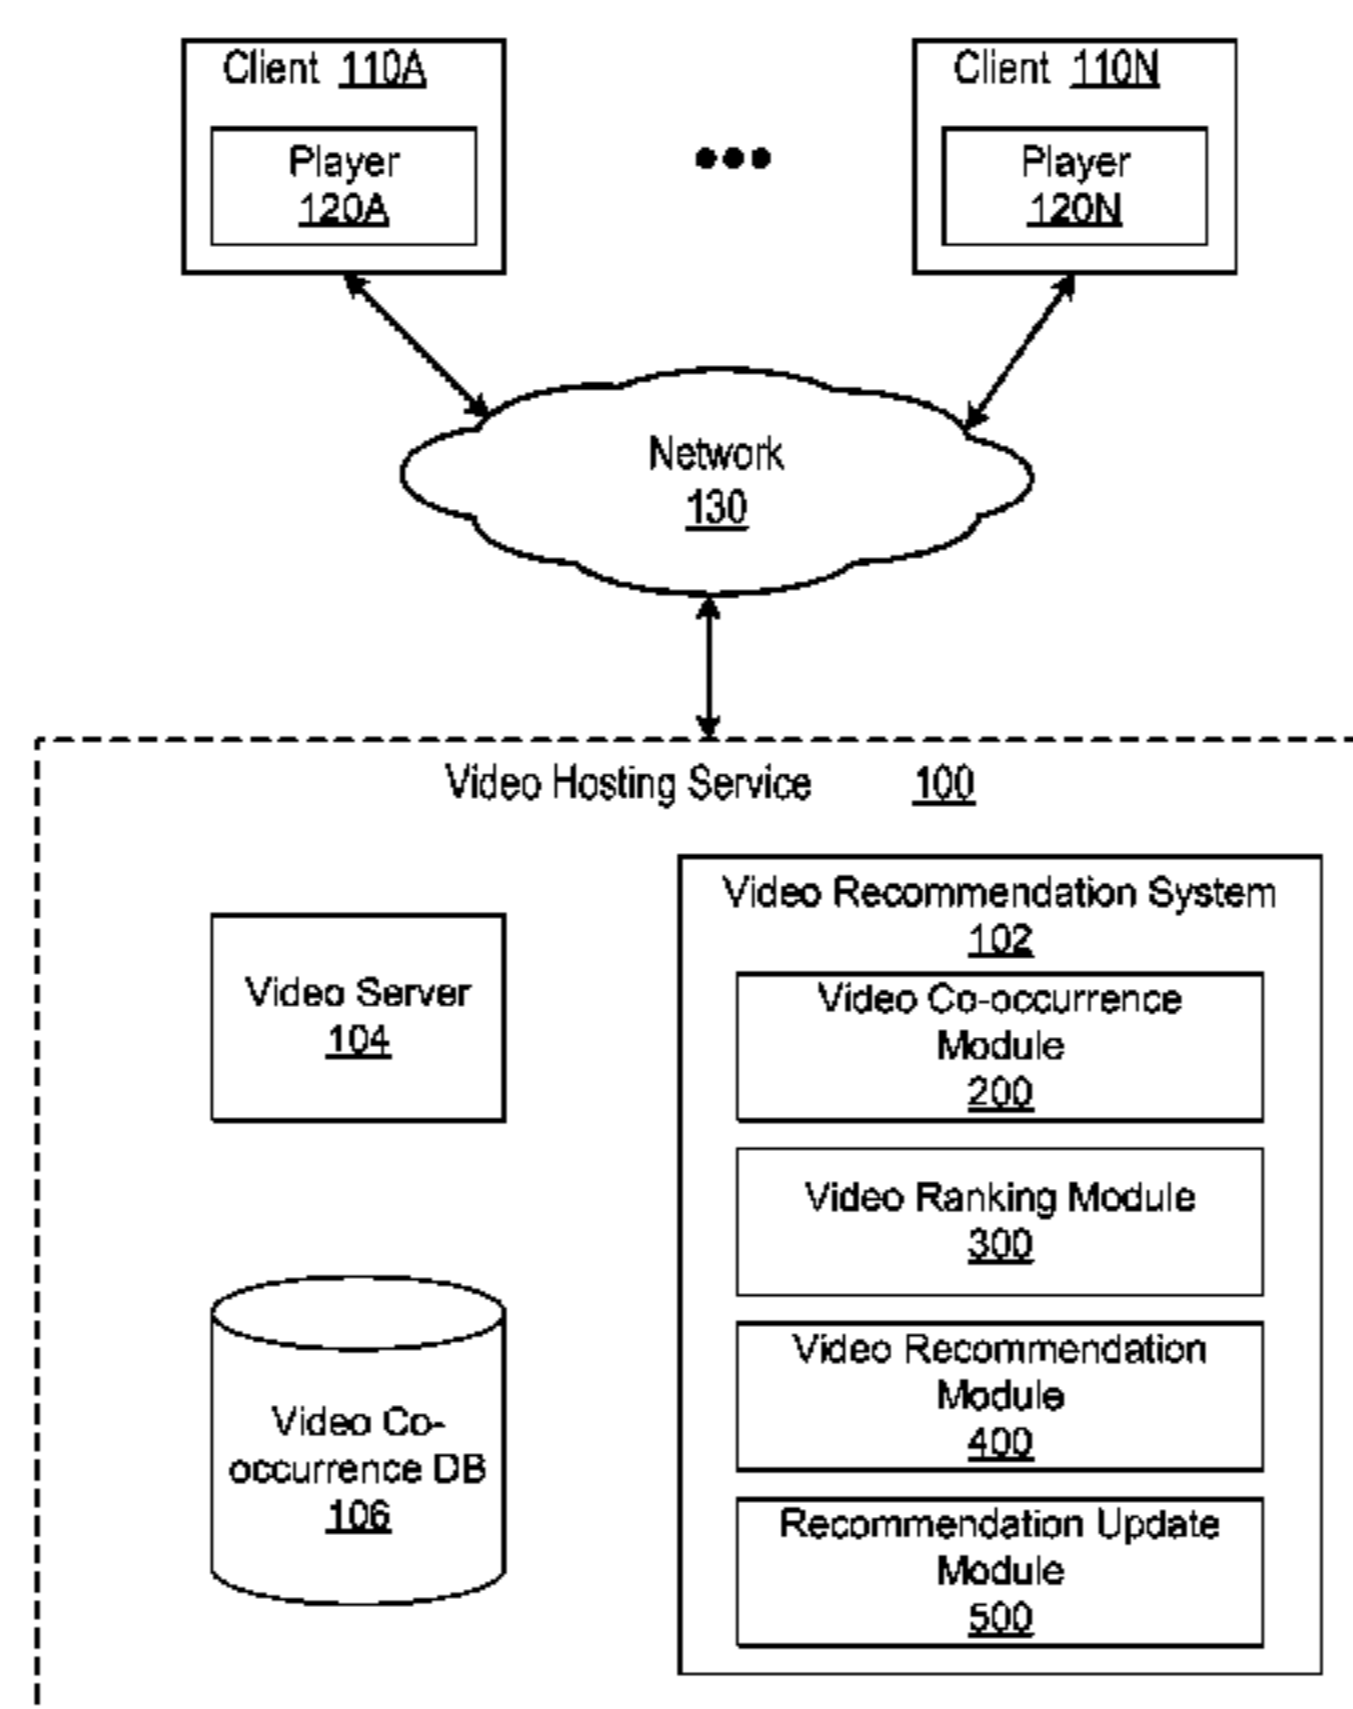 Client 110A
Player
120A
Client 110N
Player
120N
Network
130
Video Hosting Service 100
Video Server
104
Video Co-
occurrence DB
106
Video Recommendation System
102
Video Co-occurrence
Module
200
Video Ranking Module
300
Video Recommendation
Module
400
Recommendation Update
Module
500